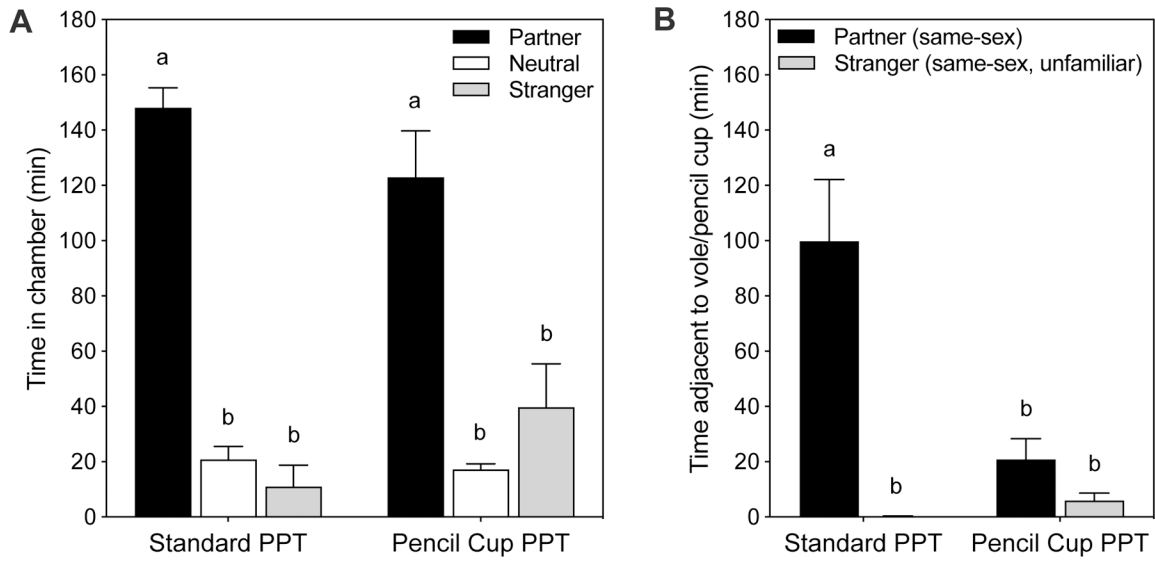 A
Time in chamber (min)
180
160
140
120
100
80
60
40
20
0
Partner
Neutral
Stranger
a
b
b
a
b
b
Standard PPT
Pencil Cup PPT
B
Time adjacent to vole/pencil cup (min)
180
160
140
120
100
80
60
40
20
0
Partner (same-sex)
Stranger (same-sex, unfamiliar)
a
b
b
b
Standard PPT
Pencil Cup PPT